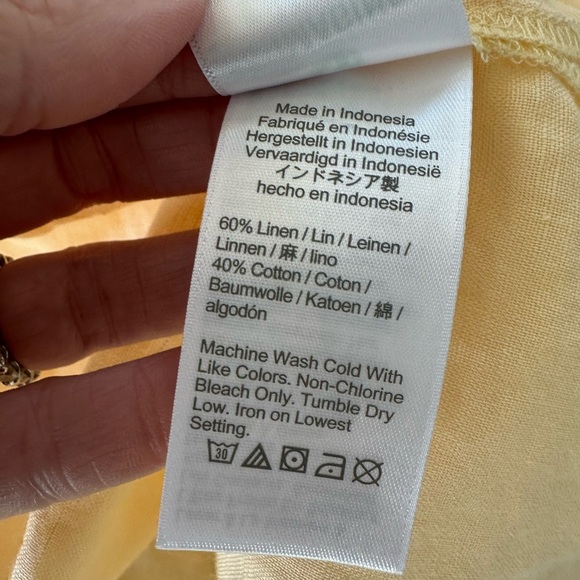 Made in Indonesia
Fabriqué en Indonésie
Hergestellt in Indonesien
Vervaardigd in Indonesië
インドネシア製
hecho en indonesia
60% Linen / Lin / Leinen /
Linnen / 麻 / lino
40% Cotton / Coton /
Baumwolle / Katoen / 綿 /
algodón
Machine Wash Cold With
Like Colors. Non-Chlorine
Bleach Only. Tumble Dry
Low. Iron on Lowest
Setting.
30